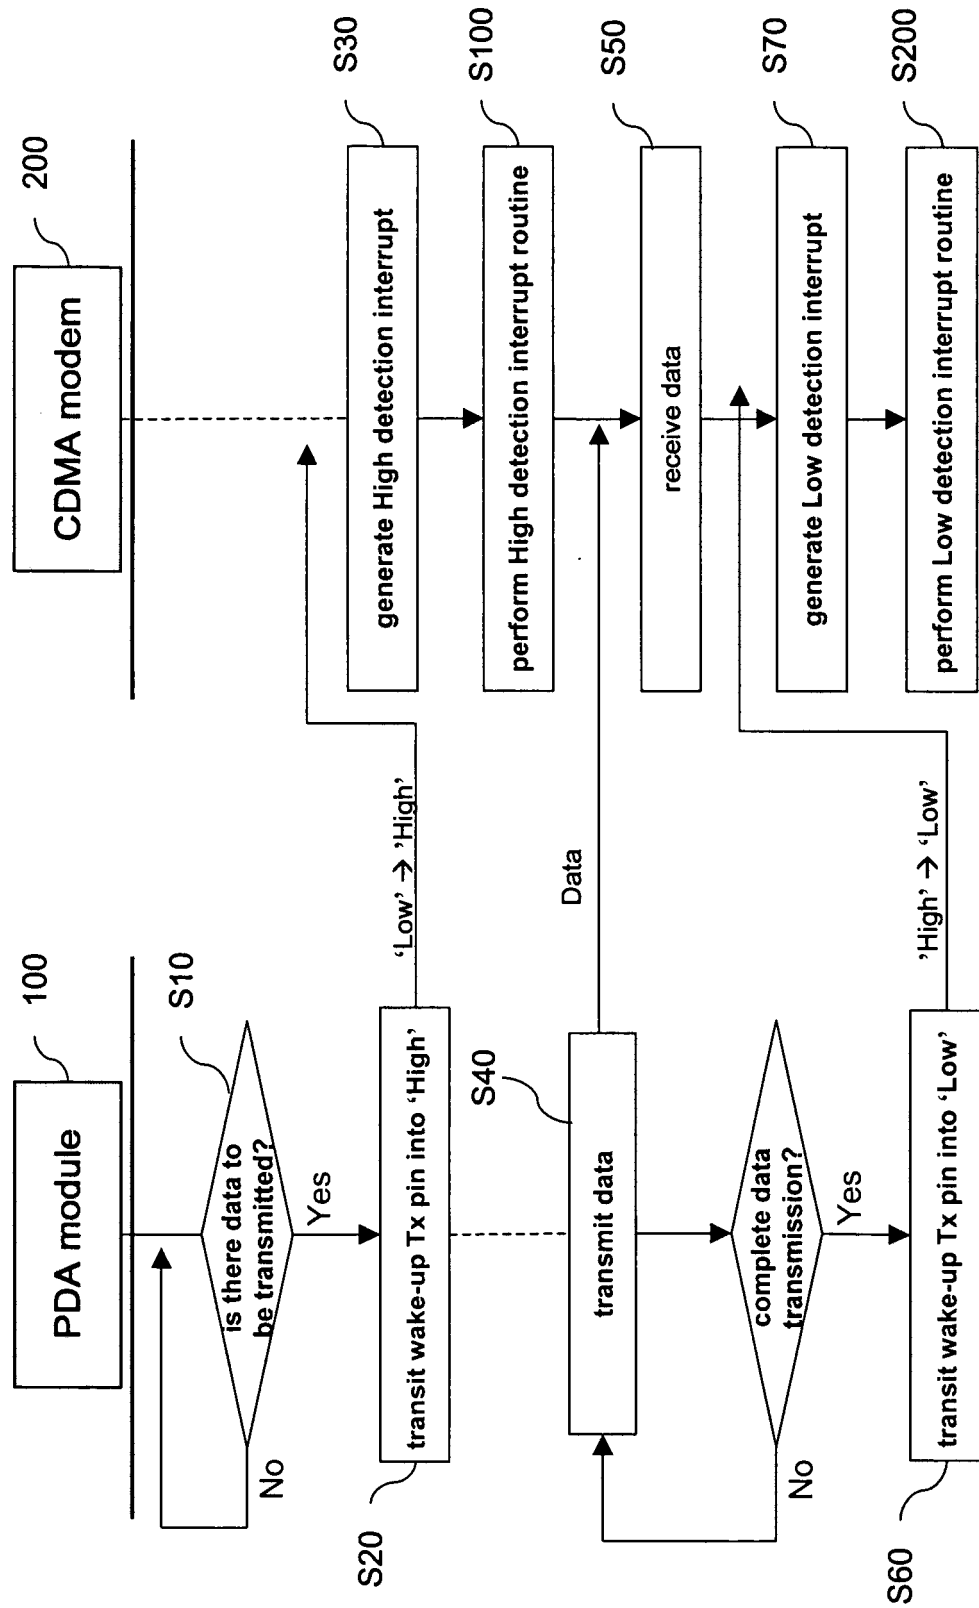 PDA module
100
CDMA modem
200
S10
is there data to
be transmitted?
No
Yes
S20
transit wake-up Tx pin into ‘High’
‘Low’ → ’High’
generate High detection interrupt
S30
perform High detection interrupt routine
S100
S40
transmit data
Data
receive data
S50
complete data
transmission?
No
Yes
S60
transit wake-up Tx pin into ‘Low’
’High’ → ‘Low’
generate Low detection interrupt
S70
perform Low detection interrupt routine
S200